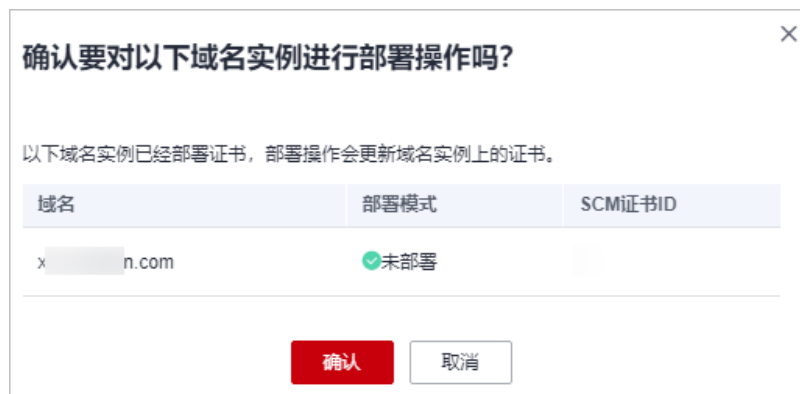 确认要对以下域名实例进行部署操作吗？
以下域名实例已经部署证书，部署操作会更新域名实例上的证书。
域名 部署模式 SCM证书ID
x n.com 未部署
确认 取消